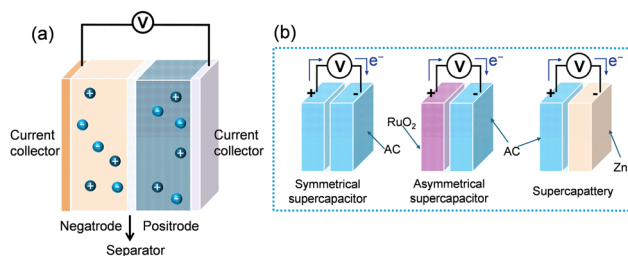 (a)
V
Current
collector
Current
collector
Negatrode
Positrode
Separator
(b)
e⁻
V
+
-
e⁻
V
+
-
e⁻
V
+
-
RuO₂
AC
AC
Zn
Symmetrical
supercapacitor
Asymmetrical
supercapacitor
Supercapattery